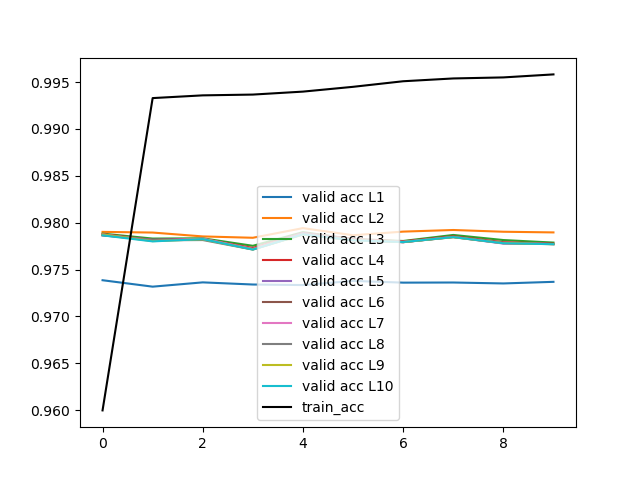 0.995
0.990
0.985
0.980
0.975
0.970
0.965
0.960
valid acc L1
valid acc L2
valid acc L3
valid acc L4
valid acc L5
valid acc L6
valid acc L7
valid acc L8
valid acc L9
valid acc L10
train_acc
0 2 4 6 8